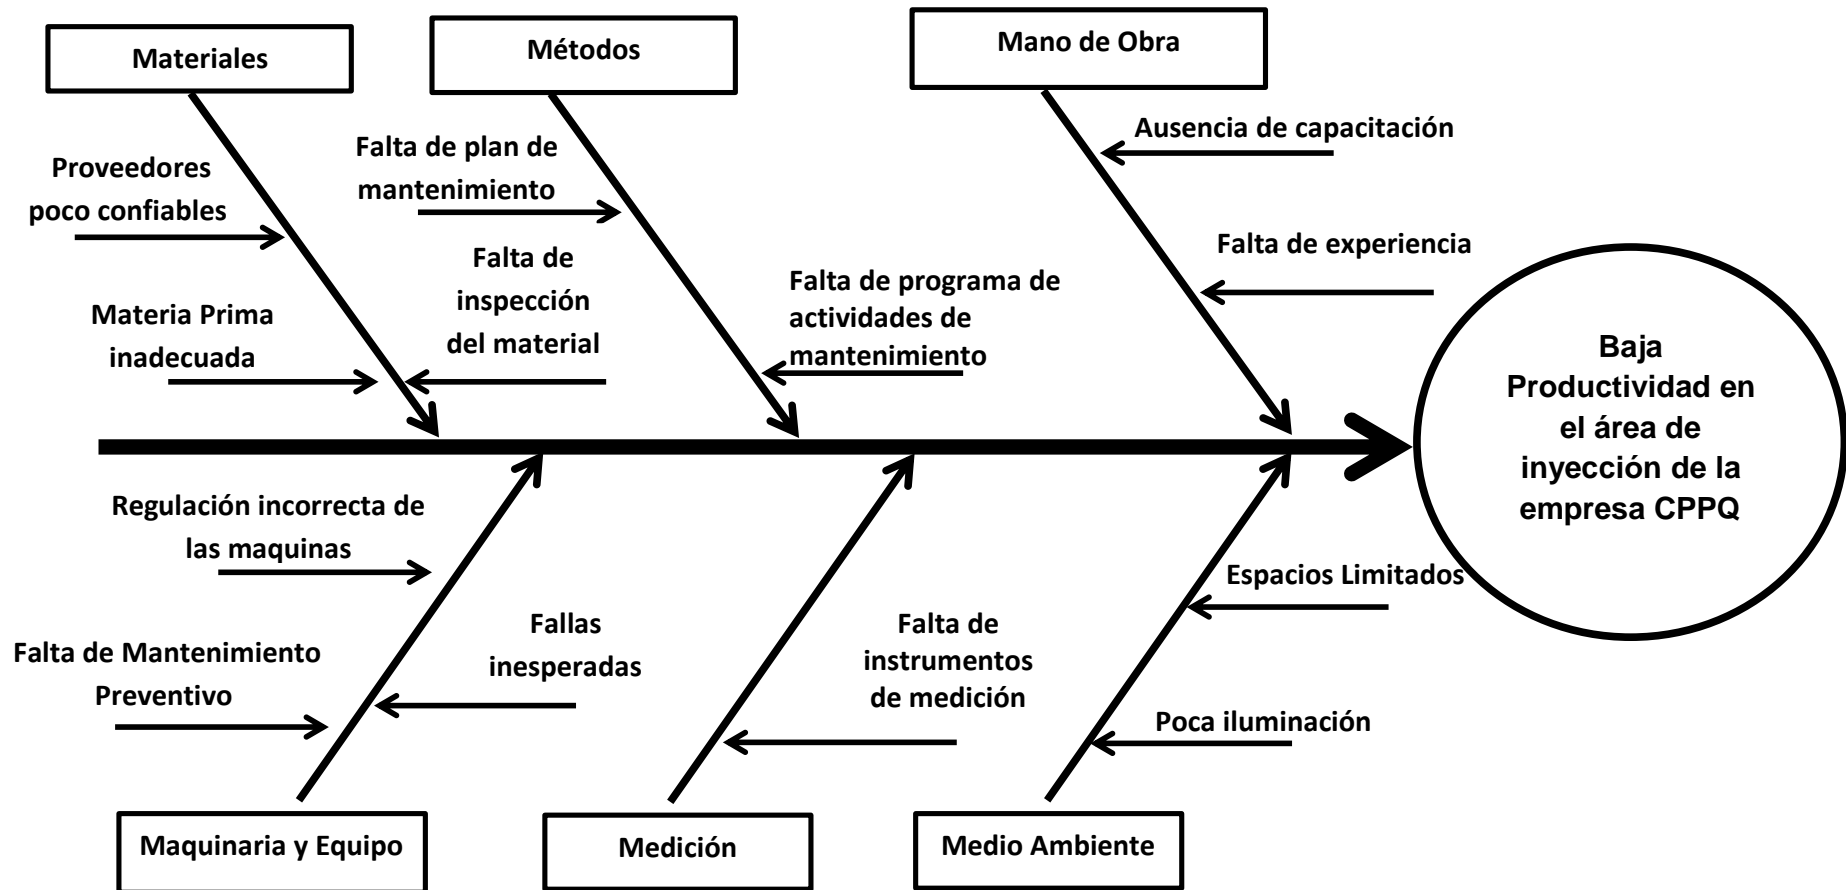 Materiales
Métodos
Mano de Obra
Proveedores
poco confiables
Materia Prima
inadecuada
Falta de
inspección
del material
Falta de plan de
mantenimiento
Falta de programa de
actividades de
mantenimiento
Ausencia de capacitación
Falta de experiencia
Baja
Productividad en
el área de
inyección de la
empresa CPPQ
Regulación incorrecta de
las maquinas
Falta de Mantenimiento
Preventivo
Fallas
inesperadas
Falta de
instrumentos
de medición
Espacios Limitados
Poca iluminación
Maquinaria y Equipo
Medición
Medio Ambiente